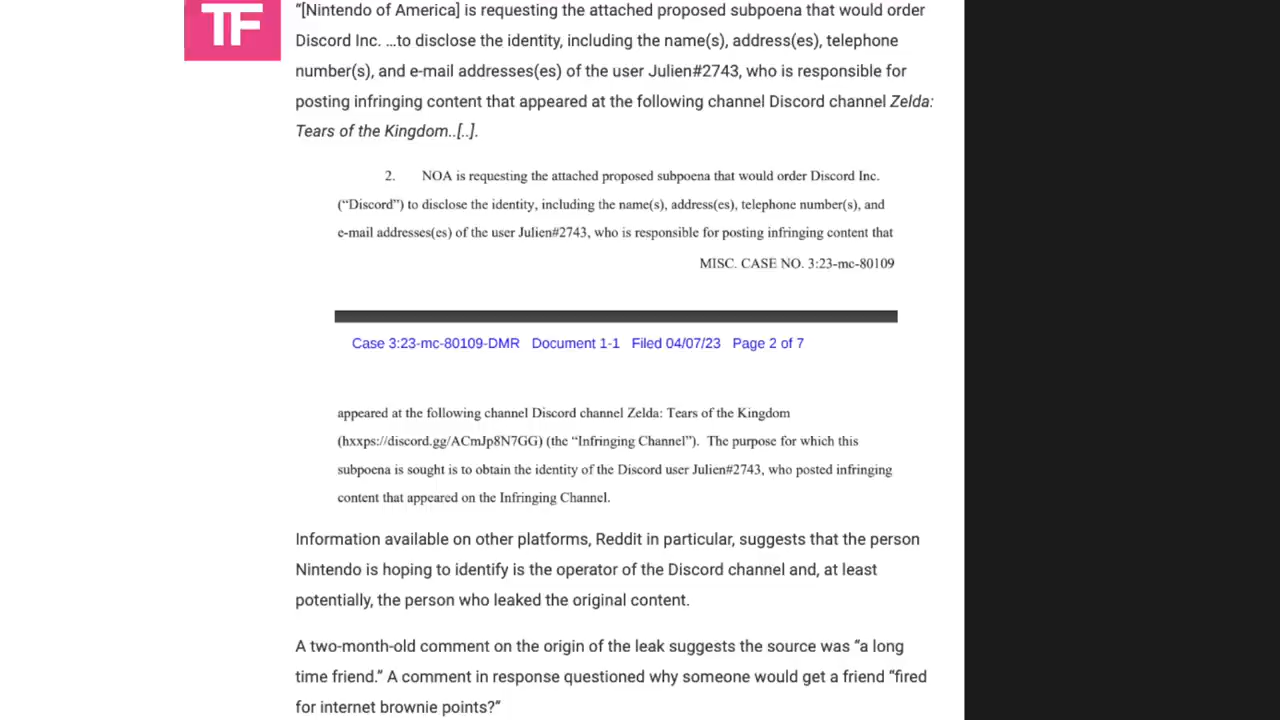 TF
“[Nintendo of America] is requesting the attached proposed subpoena that would order
Discord Inc. …to disclose the identity, including the name(s), address(es), telephone
number(s), and e-mail addresses(es) of the user Julien#2743, who is responsible for
posting infringing content that appeared at the following channel Discord channel Zelda:
Tears of the Kingdom..[..].
2. NOA is requesting the attached proposed subpoena that would order Discord Inc.
(“Discord”) to disclose the identity, including the name(s), address(es), telephone number(s), and
e-mail addresses(es) of the user Julien#2743, who is responsible for posting infringing content that
MISC. CASE NO. 3:23-mc-80109
Case 3:23-mc-80109-DMR Document 1-1 Filed 04/07/23 Page 2 of 7
appeared at the following channel Discord channel Zelda: Tears of the Kingdom
(hxxps://discord.gg/ACmJp8N7GG) (the “Infringing Channel”). The purpose for which this
subpoena is sought is to obtain the identity of the Discord user Julien#2743, who posted infringing
content that appeared on the Infringing Channel.
Information available on other platforms, Reddit in particular, suggests that the person
Nintendo is hoping to identify is the operator of the Discord channel and, at least
potentially, the person who leaked the original content.
A two-month-old comment on the origin of the leak suggests the source was “a long
time friend.” A comment in response questioned why someone would get a friend “fired
for internet brownie points?”